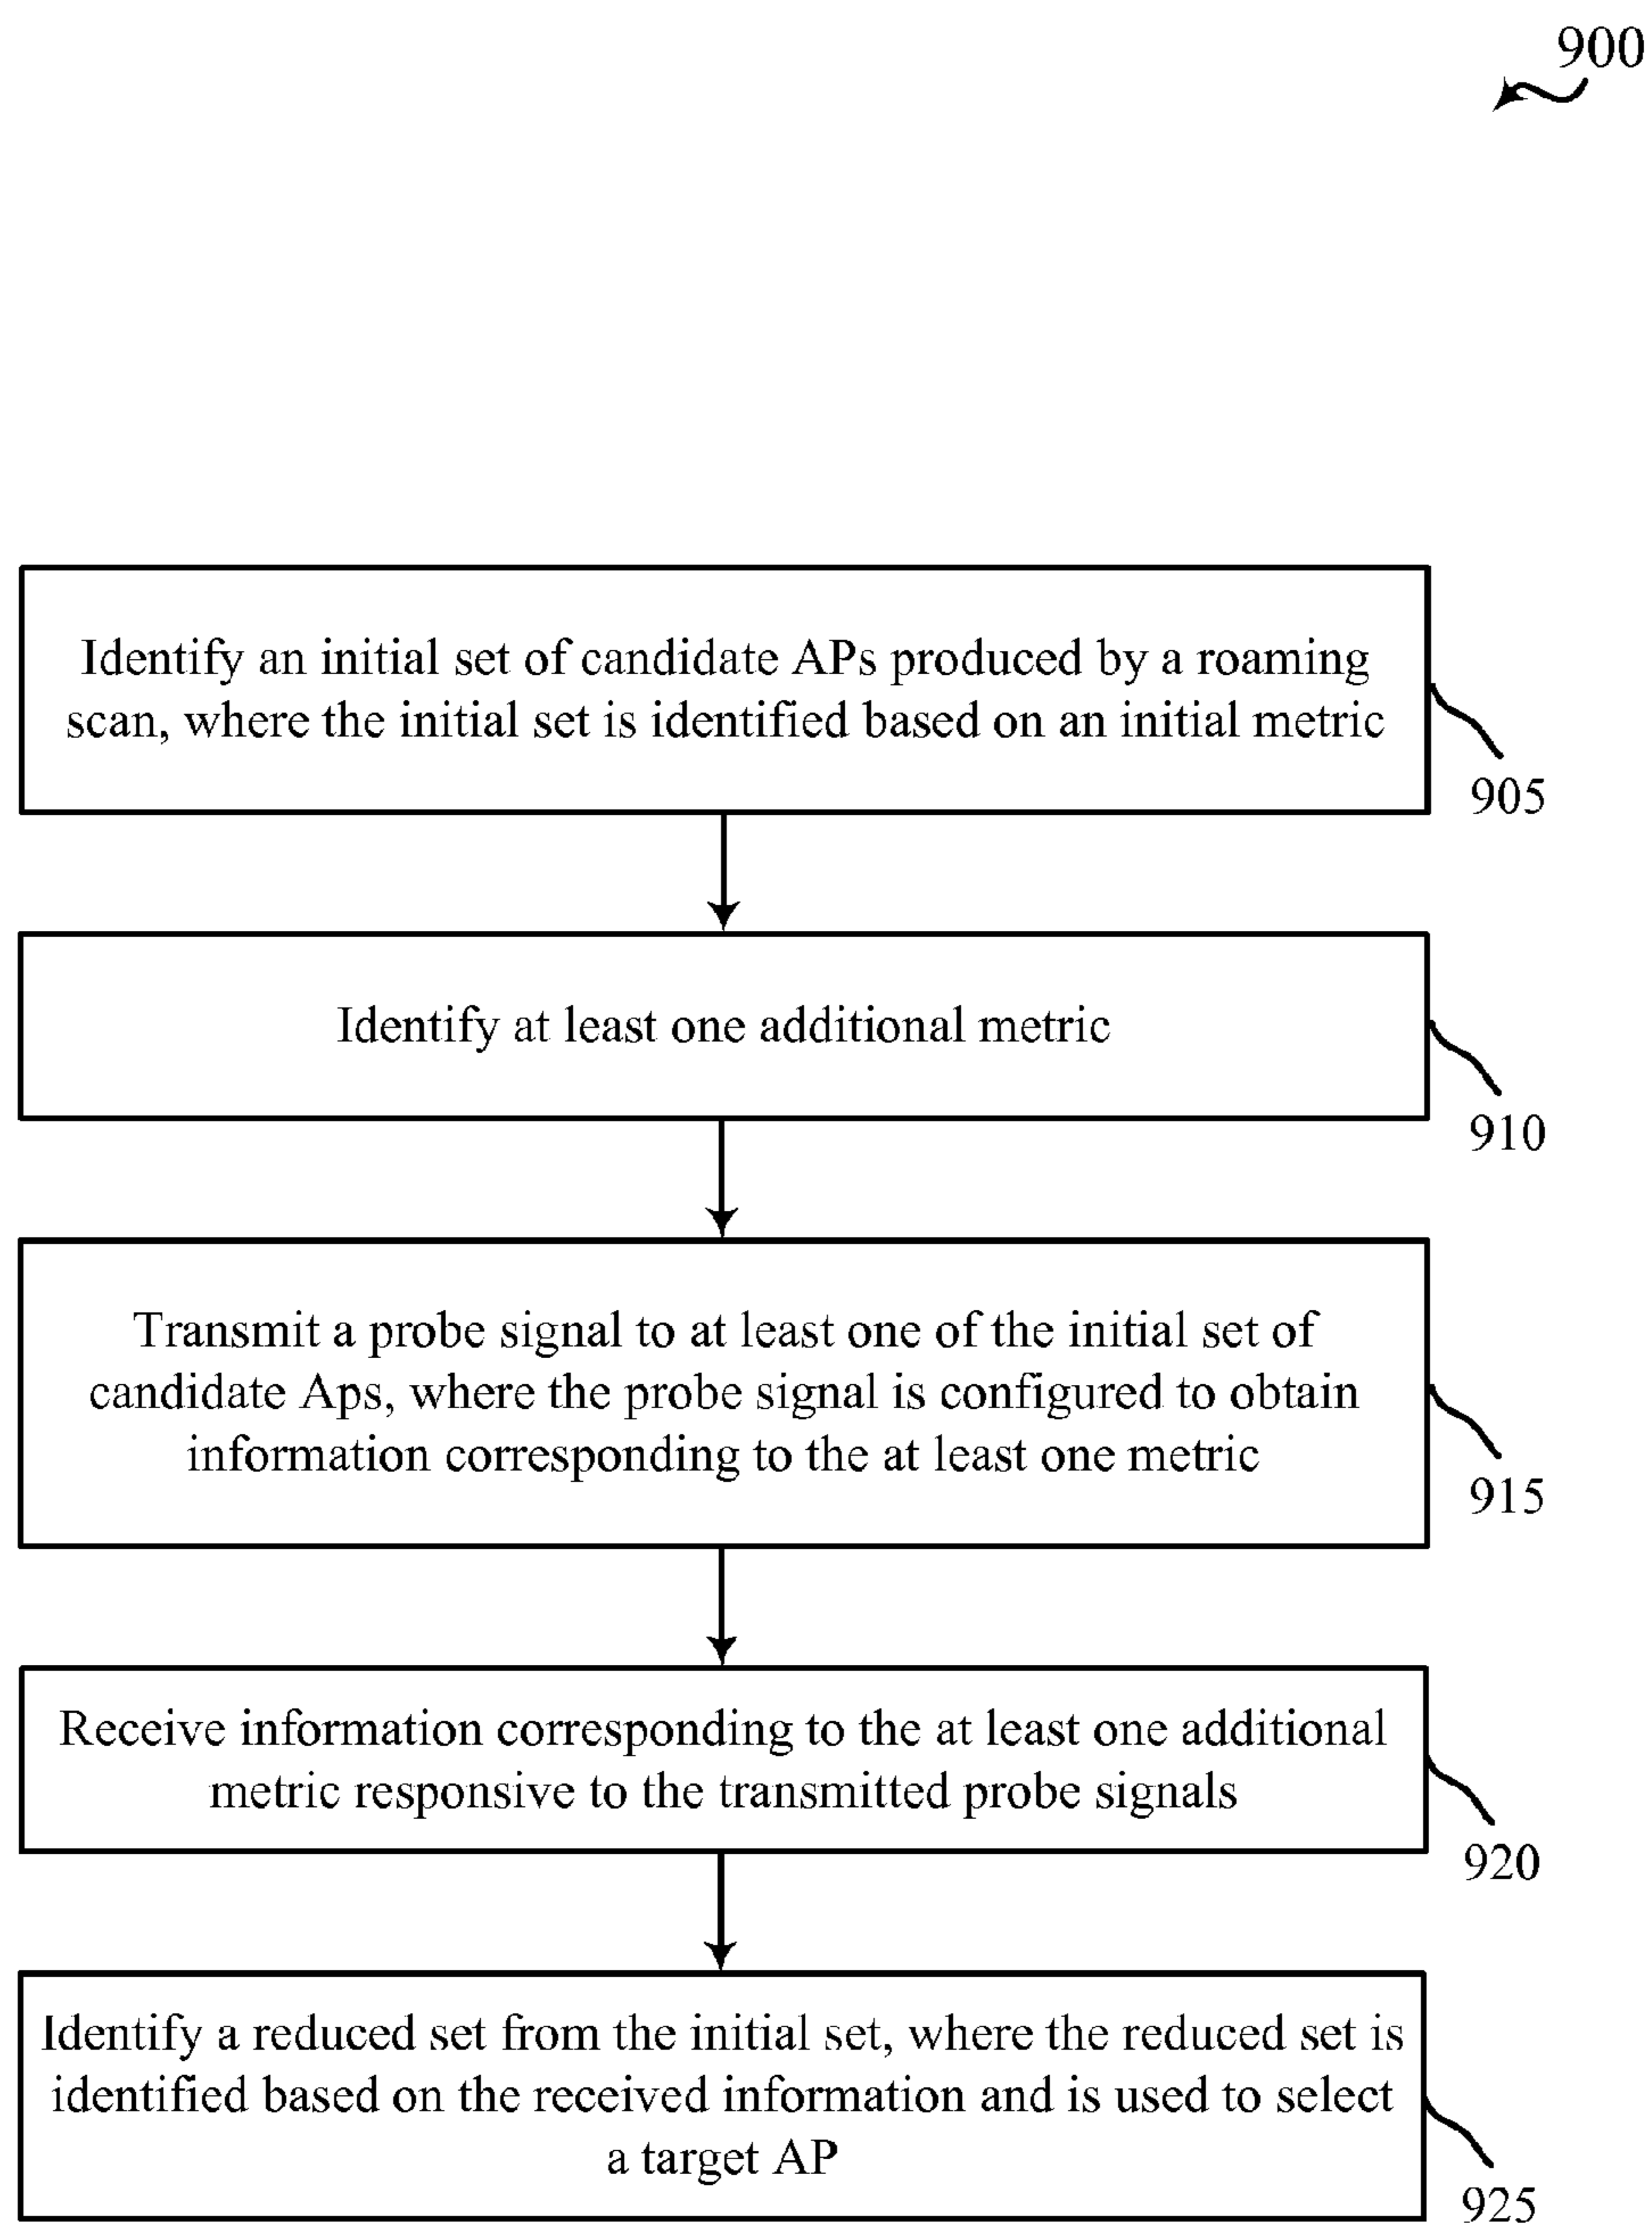 900
Identify an initial set of candidate APs produced by a roaming
scan, where the initial set is identified based on an initial metric
905
Identify at least one additional metric
910
Transmit a probe signal to at least one of the initial set of
candidate Aps, where the probe signal is configured to obtain
information corresponding to the at least one metric
915
Receive information corresponding to the at least one additional
metric responsive to the transmitted probe signals
920
Identify a reduced set from the initial set, where the reduced set is
identified based on the received information and is used to select
a target AP
925